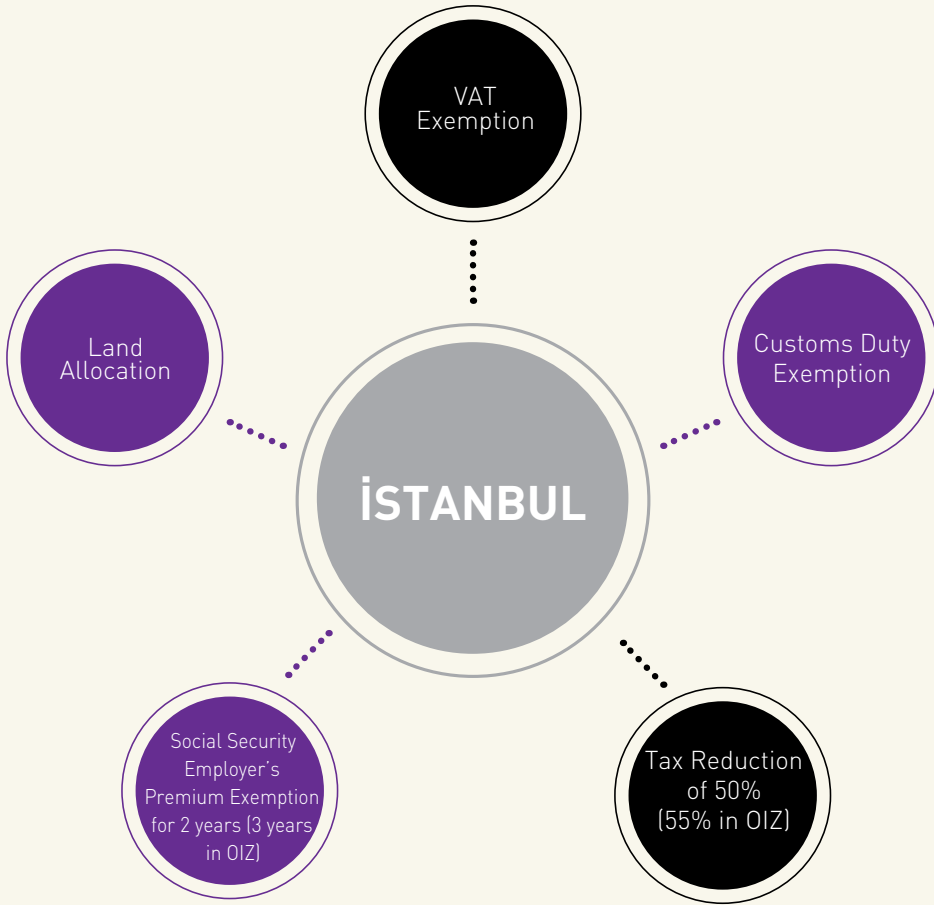 VAT
Exemption
Land
Allocation
Customs Duty
Exemption
İSTANBUL
Social Security
Employer’s
Premium Exemption
for 2 years (3 years
in OIZ)
Tax Reduction
of 50%
(55% in OIZ)